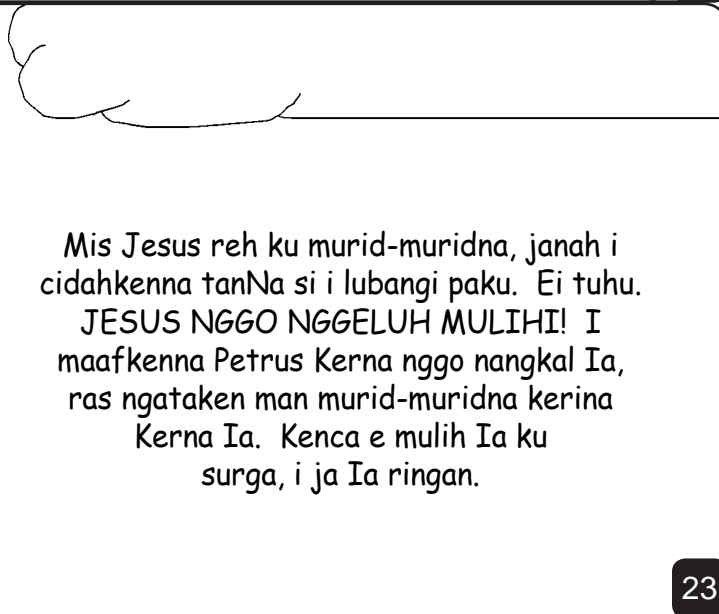 Mis Jesus reh ku murid-muridna, janah i
cidahkenna tanNa si i lubangi paku.  Ei tuhu.
JESUS NGGO NGGELUH MULIHI!  I
maafkenna Petrus Kerna nggo nangkal Ia,
ras ngataken man murid-muridna kerina
Kerna Ia.  Kenca e mulih Ia ku
surga, i ja Ia ringan.
23